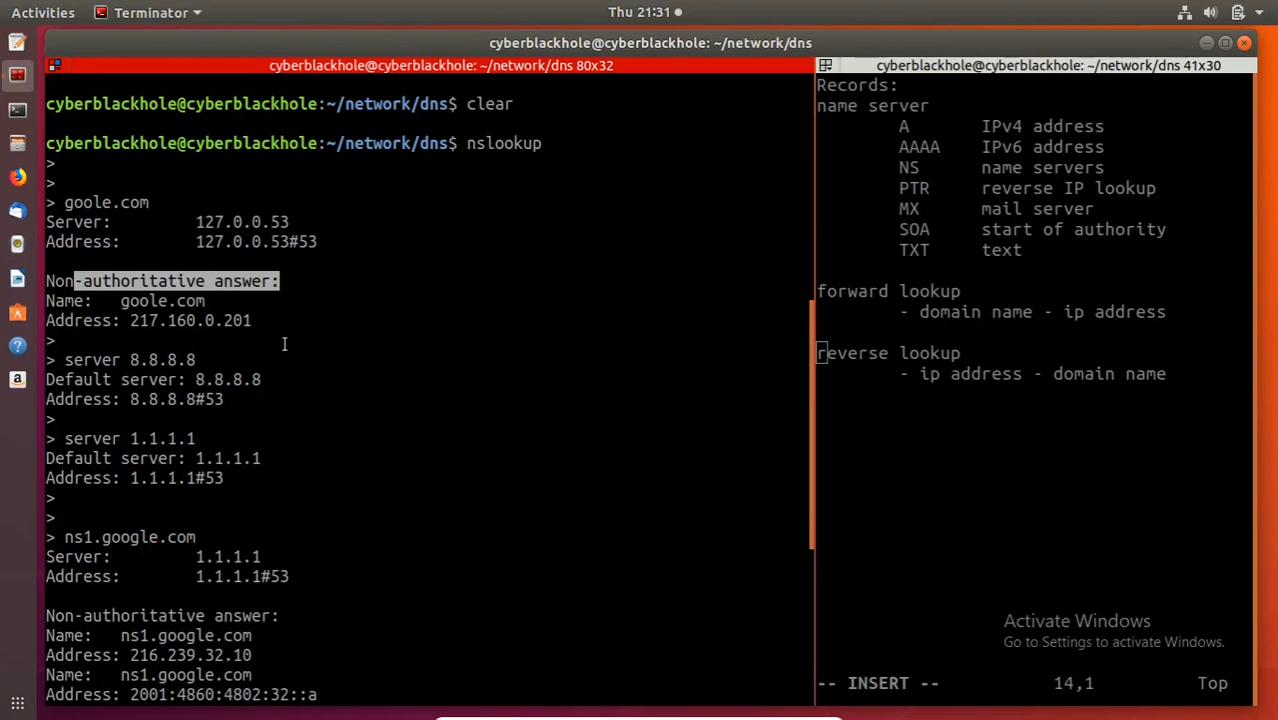 Activities
Terminator
Thu 21:31
cyberblackhole@cyberblackhole: ~/network/dns
cyberblackhole@cyberblackhole: ~/network/dns 80x32
cyberblackhole@cyberblackhole:~/network/dns$ clear
cyberblackhole@cyberblackhole:~/network/dns$ nslookup
>
>
> goole.com
Server: 127.0.0.53
Address: 127.0.0.53#53
Non-authoritative answer:
Name: goole.com
Address: 217.160.0.201
>
> server 8.8.8.8
Default server: 8.8.8.8
Address: 8.8.8.8#53
>
> server 1.1.1.1
Default server: 1.1.1.1
Address: 1.1.1.1#53
>
>
> ns1.google.com
Server: 1.1.1.1
Address: 1.1.1.1#53
Non-authoritative answer:
Name: ns1.google.com
Address: 216.239.32.10
Name: ns1.google.com
Address: 2001:4860:4802:32::a
cyberblackhole@cyberblackhole: ~/network/dns 41x30
Records:
name server
A IPv4 address
AAAA IPv6 address
NS name servers
PTR reverse IP lookup
MX mail server
SOA start of authority
TXT text
forward lookup
- domain name - ip address
reverse lookup
- ip address - domain name
Activate Windows
Go to Settings to activate Windows.
-- INSERT -- 14,1 Top